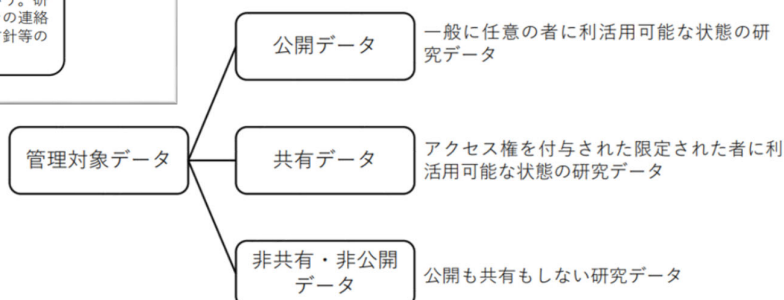 の連絡
針等の
公開データ
一般に任意の者に利活用可能な状態の研
究データ
管理対象データ
共有データ
アクセス権を付与された限定された者に利
活用可能な状態の研究データ
非共有・非公開
データ
公開も共有もしない研究データ